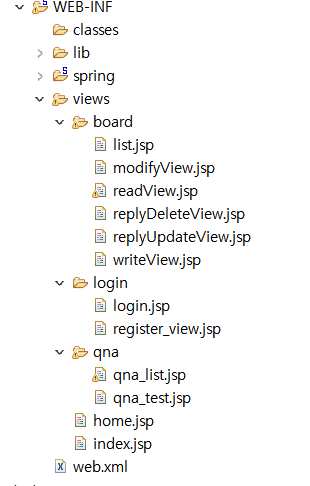 WEB-INF
classes
lib
spring
views
board
list.jsp
modifyView.jsp
readView.jsp
replyDeleteView.jsp
replyUpdateView.jsp
writeView.jsp
login
login.jsp
register_view.jsp
qna
qna_list.jsp
qna_test.jsp
home.jsp
index.jsp
web.xml